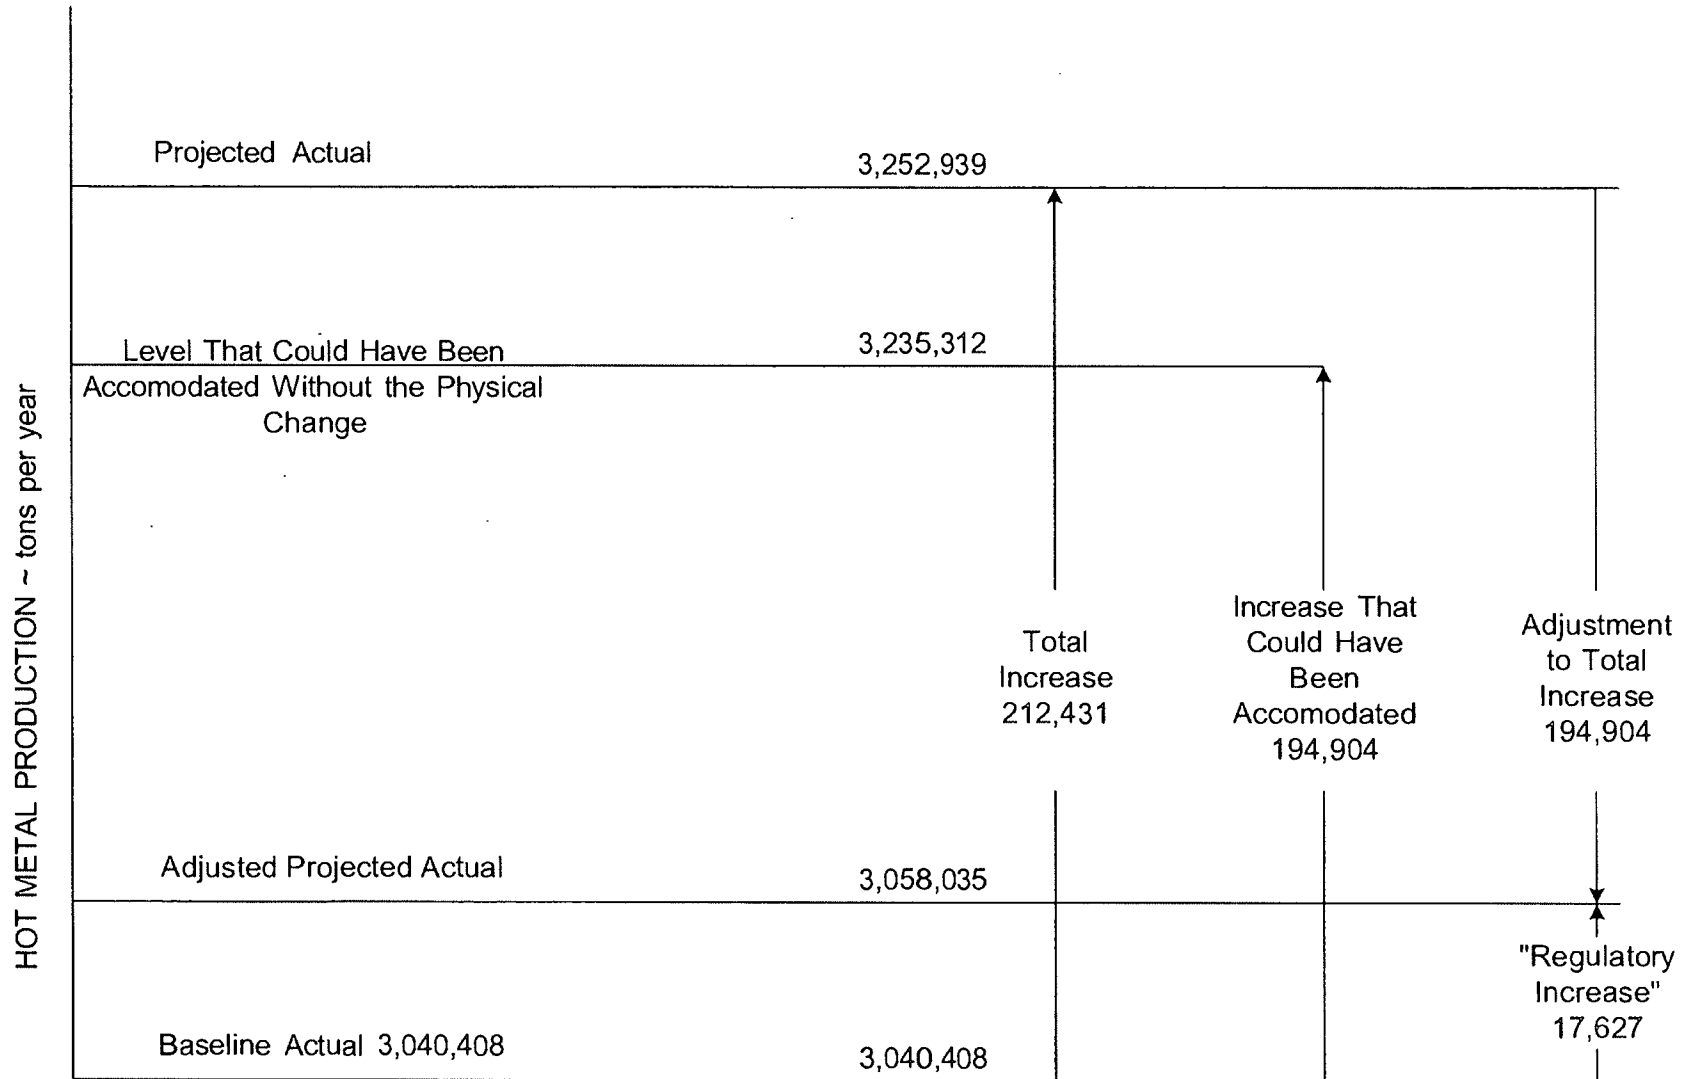 Projected Actual
3,252,939
Level That Could Have Been
Accomodated Without the Physical
Change
3,235,312
HOT METAL PRODUCTION ~ tons per year
Total
Increase
212,431
Increase That
Could Have
Been
Accomodated
194,904
Adjustment
to Total
Increase
194,904
Adjusted Projected Actual
3,058,035
"Regulatory
Increase"
17,627
Baseline Actual 3,040,408
3,040,408